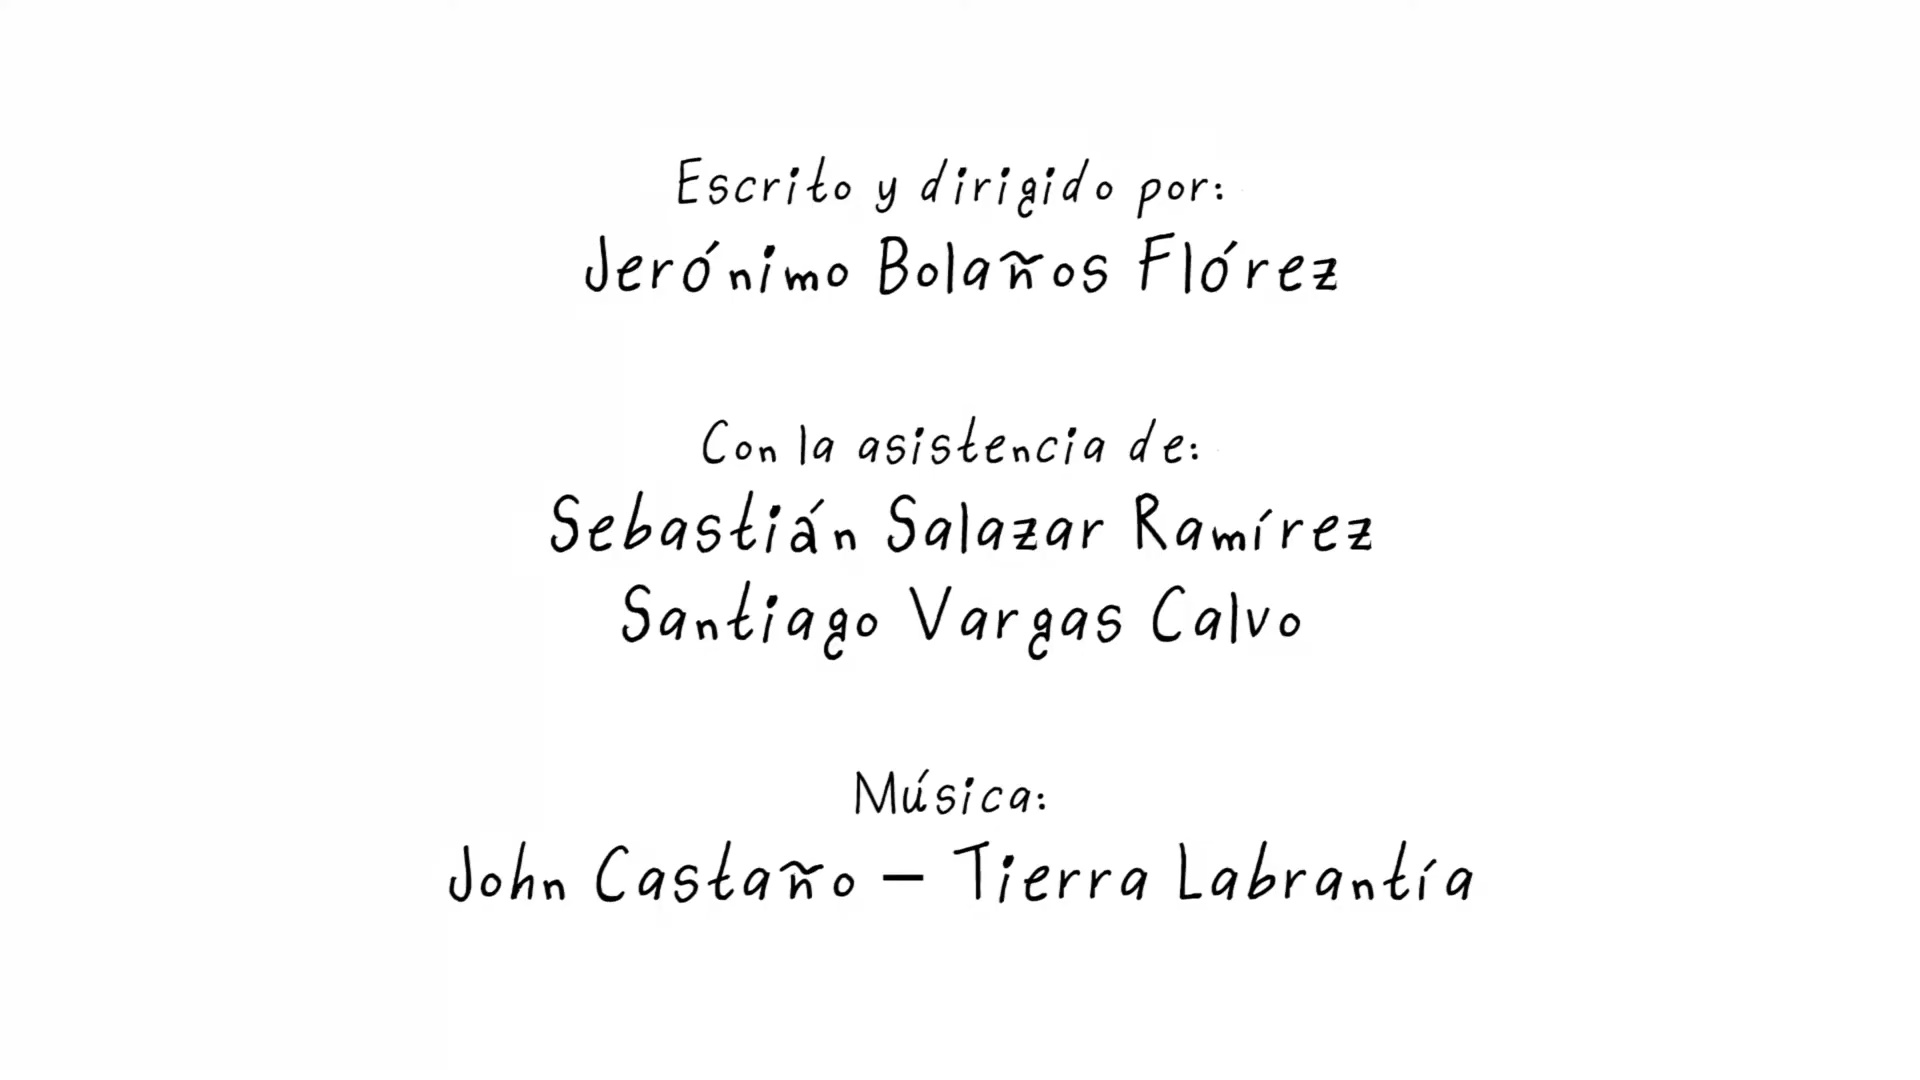 Escrito y dirigido por:
Jerónimo Bolaños Flórez
Con la asistencia de:
Sebastián Salazar Ramírez
Santiago Vargas Calvo
Música:
John Castaño – Tierra Labrantía